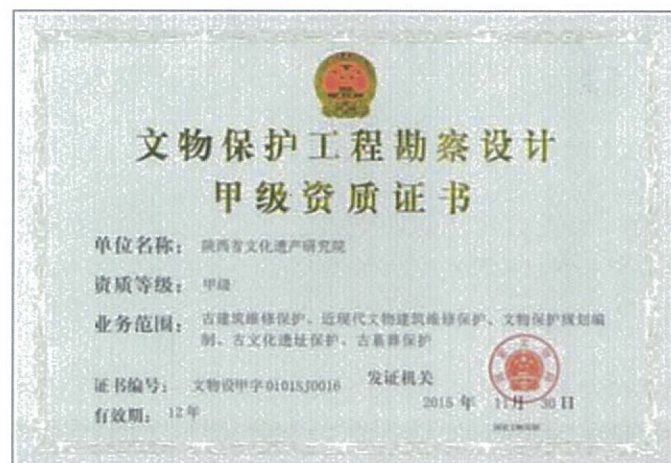 文物保护工程勘察设计
甲级资质证书
单位名称： 陕西省文化遗产研究院
资质等级： 甲级
业务范围： 古建筑维修保护、近现代文物建筑维修保护、文物保护规划编
制、古文化遗址保护、古墓葬保护
证书编号： 文物设甲字0101SJ0016 发证机关
2015 年 11月 30日
有效期： 12年